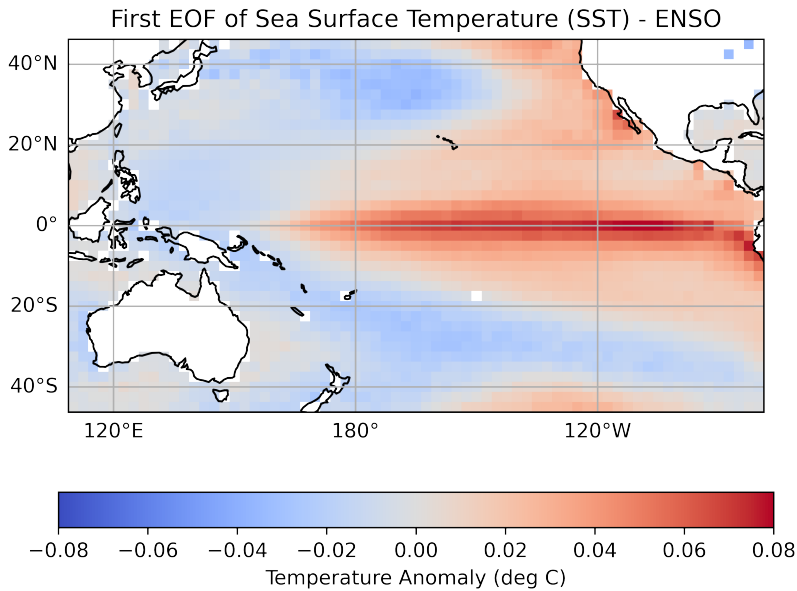 First EOF of Sea Surface Temperature (SST) - ENSO
40°N
20°N
0°
20°S
40°S
120°E 180° 120°W
−0.08 −0.06 −0.04 −0.02 0.00 0.02 0.04 0.06 0.08
Temperature Anomaly (deg C)